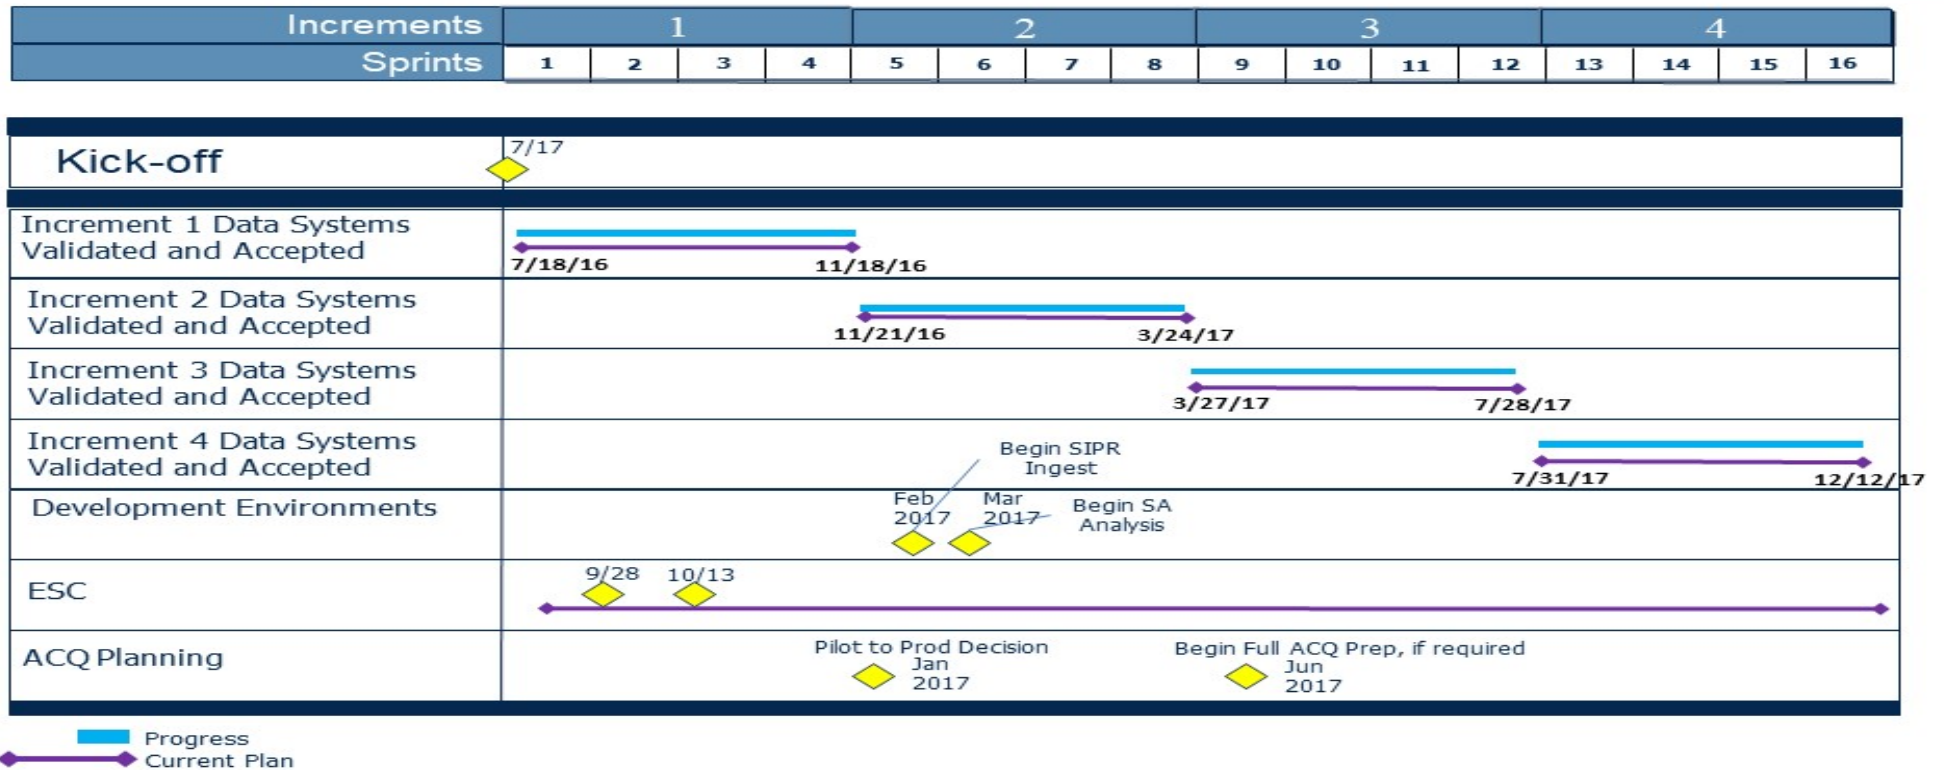 Increments 1 2 3 4
Sprints 1 2 3 4 5 6 7 8 9 10 11 12 13 14 15 16
Kick-off
7/17
Increment 1 Data Systems
Validated and Accepted
7/18/16 11/18/16
Increment 2 Data Systems
Validated and Accepted
11/21/16 3/24/17
Increment 3 Data Systems
Validated and Accepted
3/27/17 7/28/17
Increment 4 Data Systems
Validated and Accepted
7/31/17 12/12/17
Begin SIPR
Ingest
Development Environments
Feb
2017
Mar
2017
Begin SA
Analysis
ESC
9/28 10/13
ACQ Planning
Pilot to Prod Decision
Jan
2017
Begin Full ACQ Prep, if required
Jun
2017
Progress
Current Plan